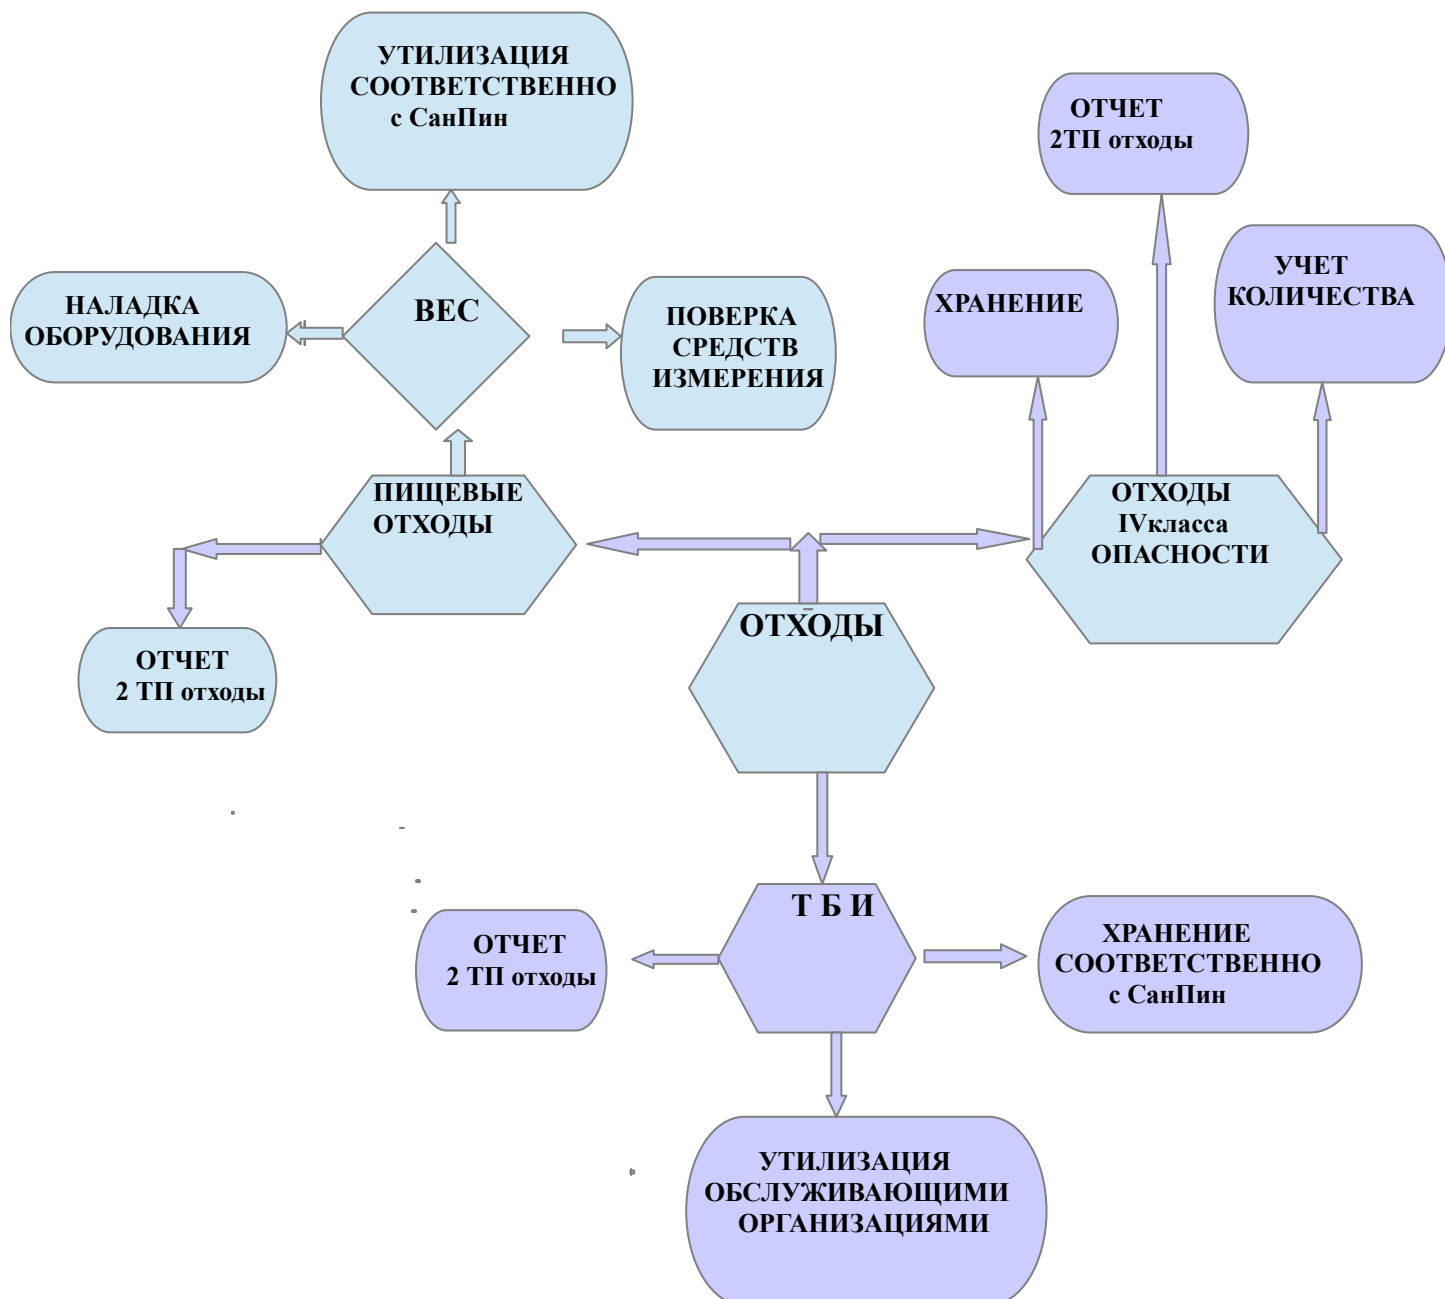 УТИЛИЗАЦИЯ
СООТВЕТСТВЕННО
с СанПин
ОТЧЕТ
2ТП отходы
НАЛАДКА
ОБОРУДОВАНИЯ
ВЕС
ПОВЕРКА
СРЕДСТВ
ИЗМЕРЕНИЯ
ХРАНЕНИЕ
УЧЕТ
КОЛИЧЕСТВА
ПИЩЕВЫЕ
ОТХОДЫ
ОТХОДЫ
IVкласса
ОПАСНОСТИ
ОТЧЕТ
2 ТП отходы
ОТХОДЫ
Т Б И
ОТЧЕТ
2 ТП отходы
ХРАНЕНИЕ
СООТВЕТСТВЕННО
с СанПин
УТИЛИЗАЦИЯ
ОБСЛУЖИВАЮЩИМИ
ОРГАНИЗАЦИЯМИ